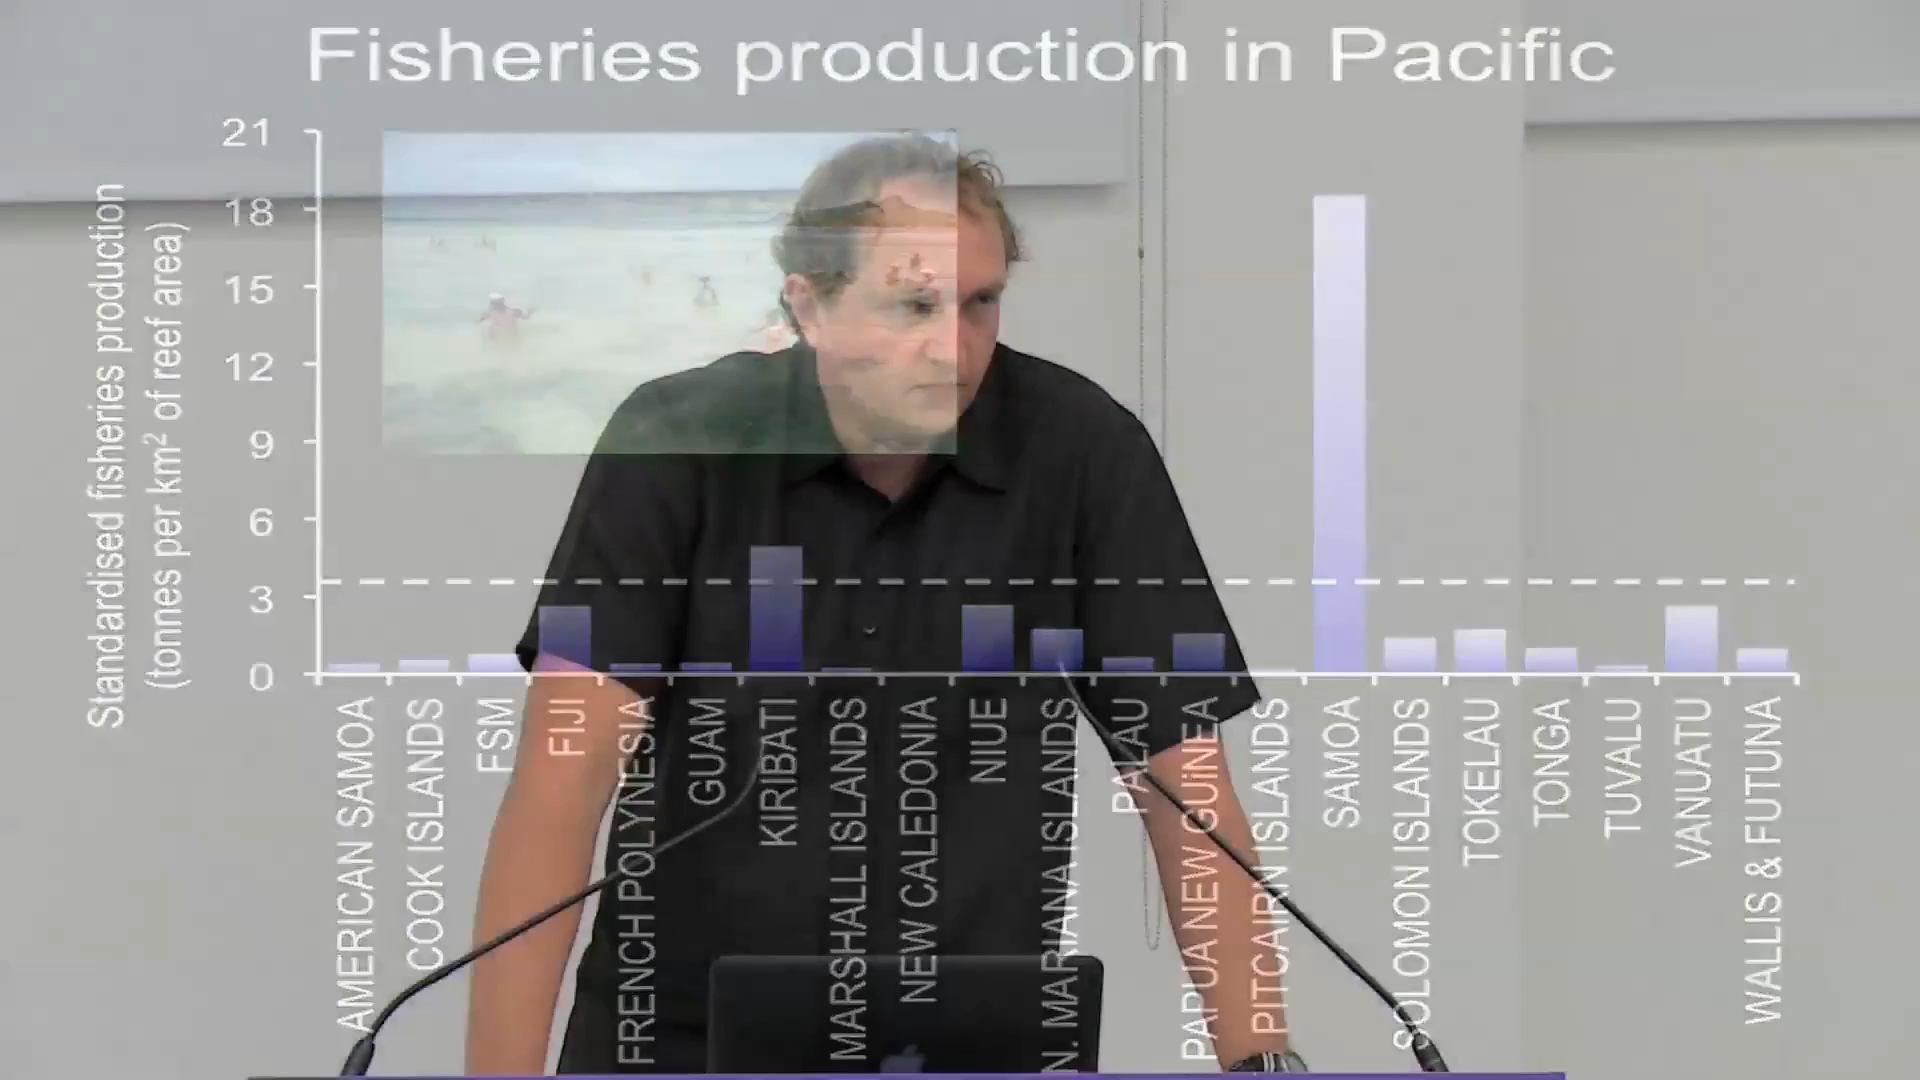 Fisheries production in Pacific
Standardised fisheries production
(tonnes per km² of reef area)
21
18
15
12
9
6
3
0
AMERICAN SAMOA
COOK ISLANDS
FSM
FIJI
FRENCH POLYNESIA
GUAM
KIRIBATI
MARSHALL ISLANDS
NEW CALEDONIA
NIUE
N. MARIANA ISLANDS
PALAU
PAPUA NEW GUiNEA
PITCAIRN ISLANDS
SAMOA
SOLOMON ISLANDS
TOKELAU
TONGA
TUVALU
VANUATU
WALLIS & FUTUNA